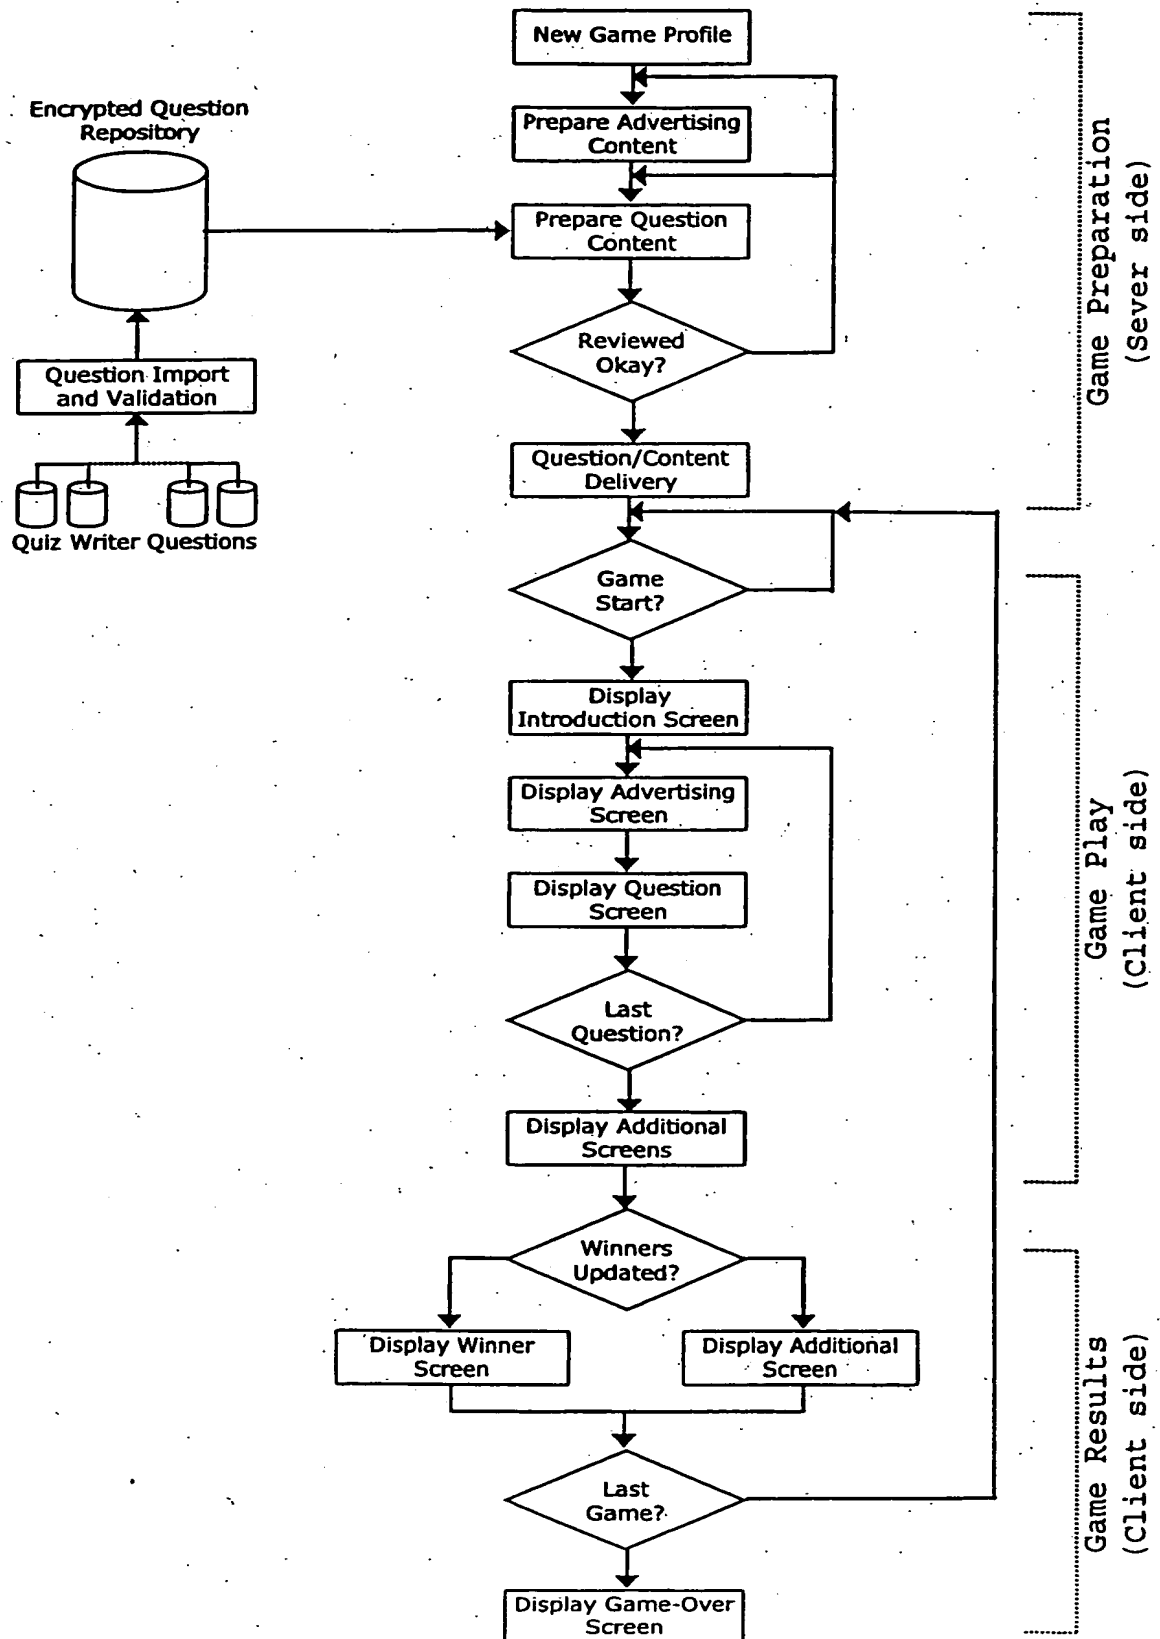 New Game Profile
Encrypted Question
Repository
Prepare Advertising
Content
Prepare Question
Content
Reviewed
Okay?
Question Import
and Validation
Quiz Writer Questions
Question/Content
Delivery
Game Preparation
(Sever side)
Game
Start?
Display
Introduction Screen
Display Advertising
Screen
Display Question
Screen
Last
Question?
Display Additional
Screens
Game Play
(Client side)
Winners
Updated?
Display Winner
Screen
Display Additional
Screen
Last
Game?
Display Game-Over
Screen
Game Results
(Client side)